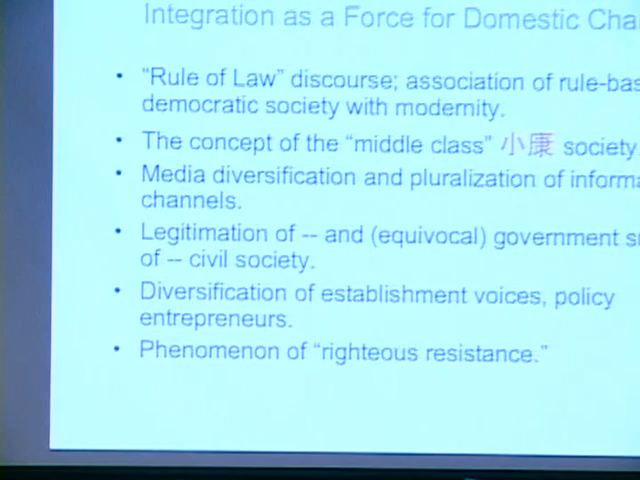 Integration as a Force for Domestic Cha
• "Rule of Law" discourse; association of rule-bas
democratic society with modernity.
• The concept of the "middle class" 小康 society
• Media diversification and pluralization of informa
channels.
• Legitimation of -- and (equivocal) government s
of -- civil society.
• Diversification of establishment voices, policy
entrepreneurs.
• Phenomenon of "righteous resistance."